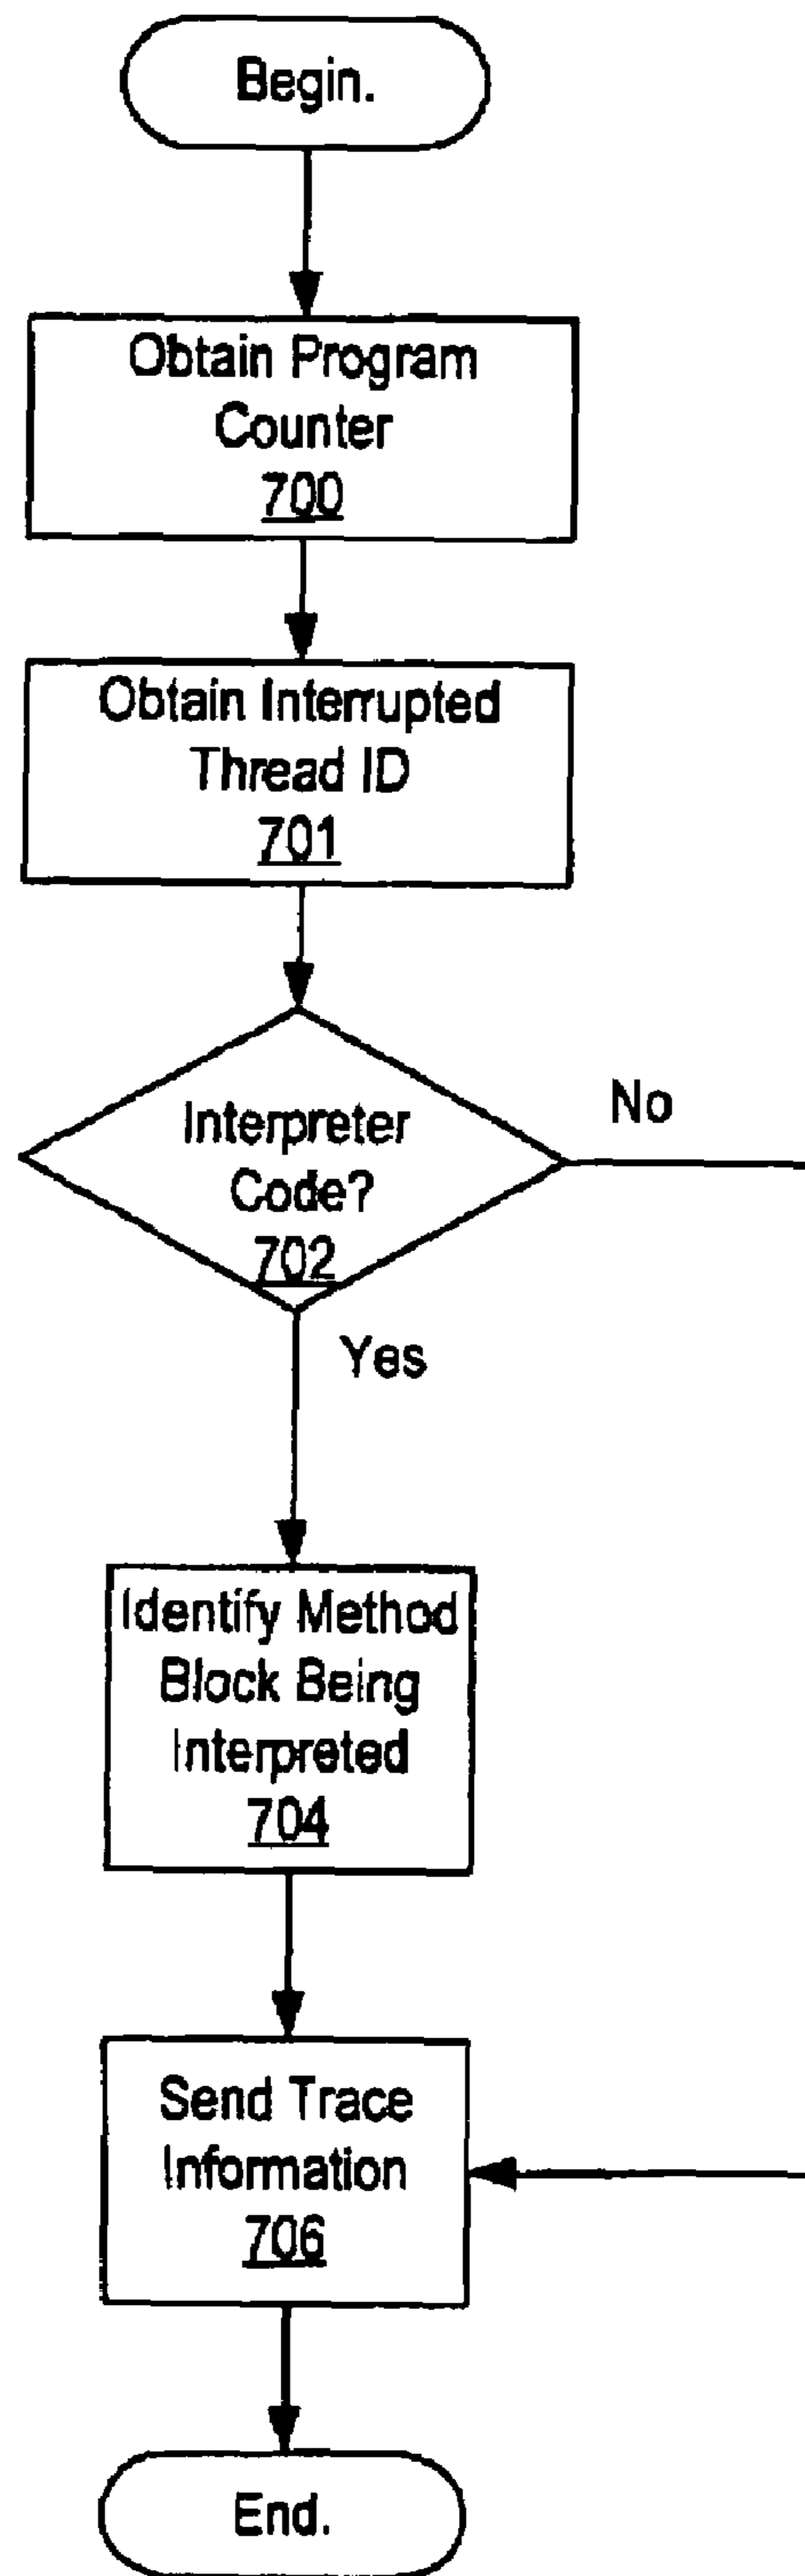 Begin.
Obtain Program
Counter
700
Obtain Interrupted
Thread ID
701
Interpreter
Code?
702
No
Yes
Identify Method
Block Being
Interpreted
704
Send Trace
Information
706
End.